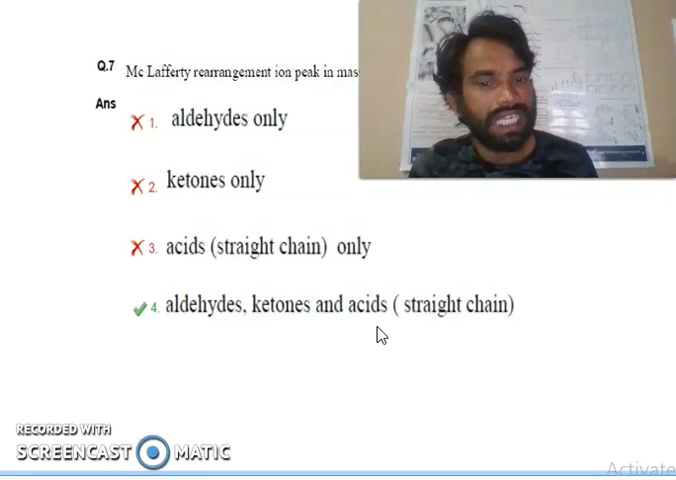 Q.7 Mc Lafferty rearrangement ion peak in mas
Ans
1. aldehydes only
2. ketones only
3. acids (straight chain) only
4. aldehydes, ketones and acids ( straight chain)
RECORDED WITH
SCREENCAST MATIC
Activate